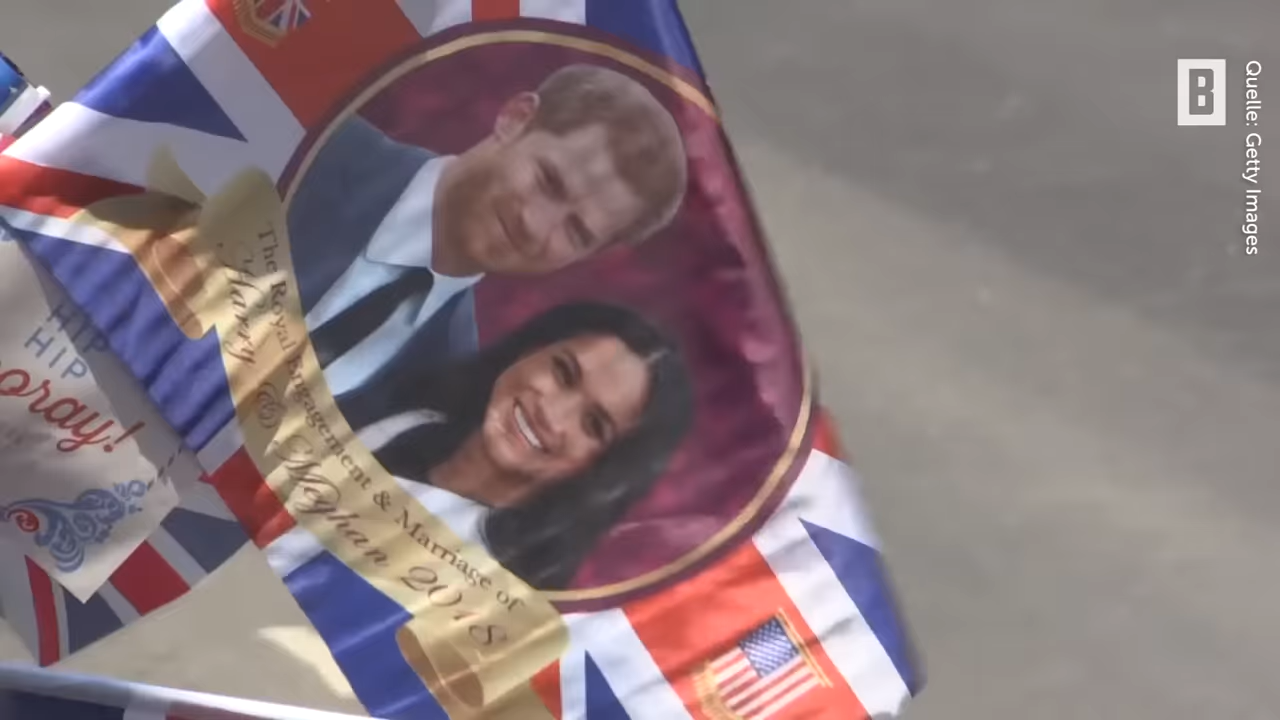 B
Quelle: Getty Images
The Royal Engagement & Marriage of
Harry & Meghan 2018
HIP
HIP
oray!